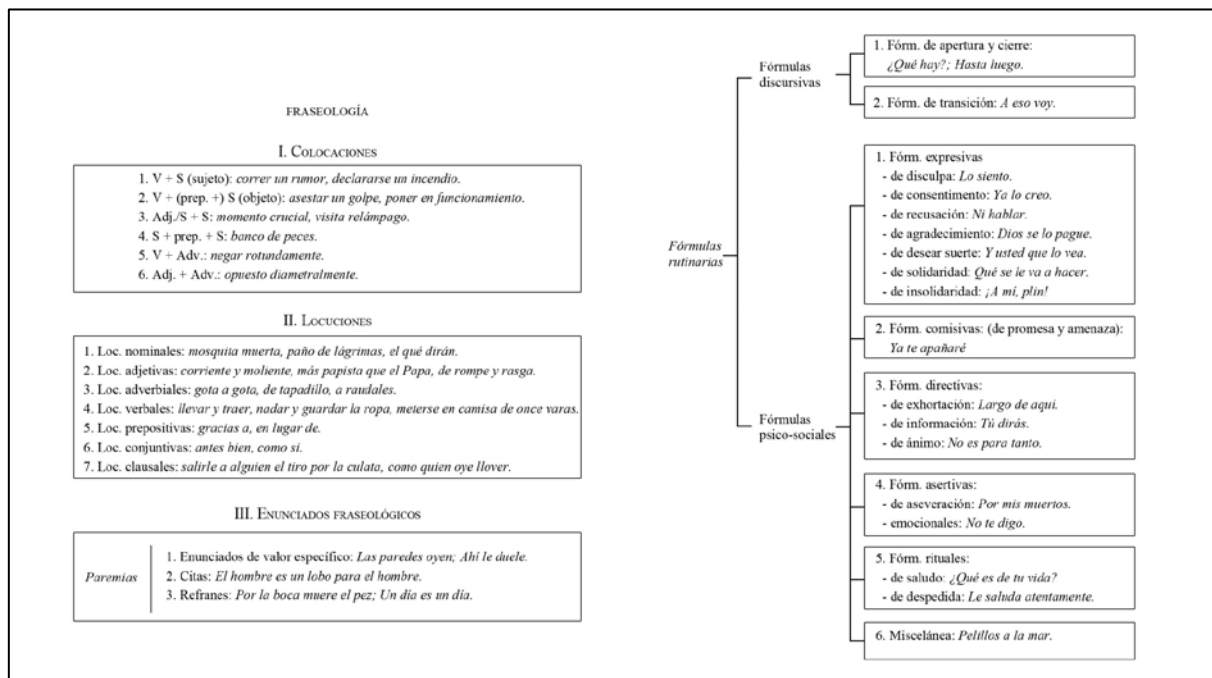 FRASEOLOGÍA
I. COLOCACIONES
1. V + S (sujeto): correr un rumor, declararse un incendio.
2. V + (prep. +) S (objeto): asestar un golpe, poner en funcionamiento.
3. Adj./S + S: momento crucial, visita relámpago.
4. S + prep. + S: banco de peces.
5. V + Adv.: negar rotundamente.
6. Adj. + Adv.: opuesto diametralmente.
II. LOCUCIONES
1. Loc. nominales: mosquita muerta, paño de lágrimas, el qué dirán.
2. Loc. adjetivas: corriente y moliente, más papista que el Papa, de rompe y rasga.
3. Loc. adverbiales: gota a gota, de tapadillo, a raudales.
4. Loc. verbales: llevar y traer, nadar y guardar la ropa, meterse en camisa de once varas.
5. Loc. prepositivas: gracias a, en lugar de.
6. Loc. conjuntivas: antes bien, como si.
7. Loc. clausales: salirle a alguien el tiro por la culata, como quien oye llover.
III. ENUNCIADOS FRASEOLÓGICOS
Paremias
1. Enunciados de valor específico: Las paredes oyen; Ahí le duele.
2. Citas: El hombre es un lobo para el hombre.
3. Refranes: Por la boca muere el pez; Un día es un día.
Fórmulas
rutinarias
Fórmulas
discursivas
1. Fórm. de apertura y cierre:
¿Qué hay?; Hasta luego.
2. Fórm. de transición: A eso voy.
Fórmulas
psico-sociales
1. Fórm. expresivas
- de disculpa: Lo siento.
- de consentimiento: Ya lo creo.
- de recusación: Ni hablar.
- de agradecimiento: Dios se lo pague.
- de desear suerte: Y usted que lo vea.
- de solidaridad: Qué se le va a hacer.
- de insolidaridad: ¡A mí, plin!
2. Fórm. comisivas: (de promesa y amenaza):
Ya te apañaré
3. Fórm. directivas:
- de exhortación: Largo de aqui.
- de información: Tú dirás.
- de ánimo: No es para tanto.
4. Fórm. asertivas:
- de aseveración: Por mis muertos.
- emocionales: No te digo.
5. Fórm. rituales:
- de saludo: ¿Qué es de tu vida?
- de despedida: Le saluda atentamente.
6. Miscelánea: Pelillos a la mar.